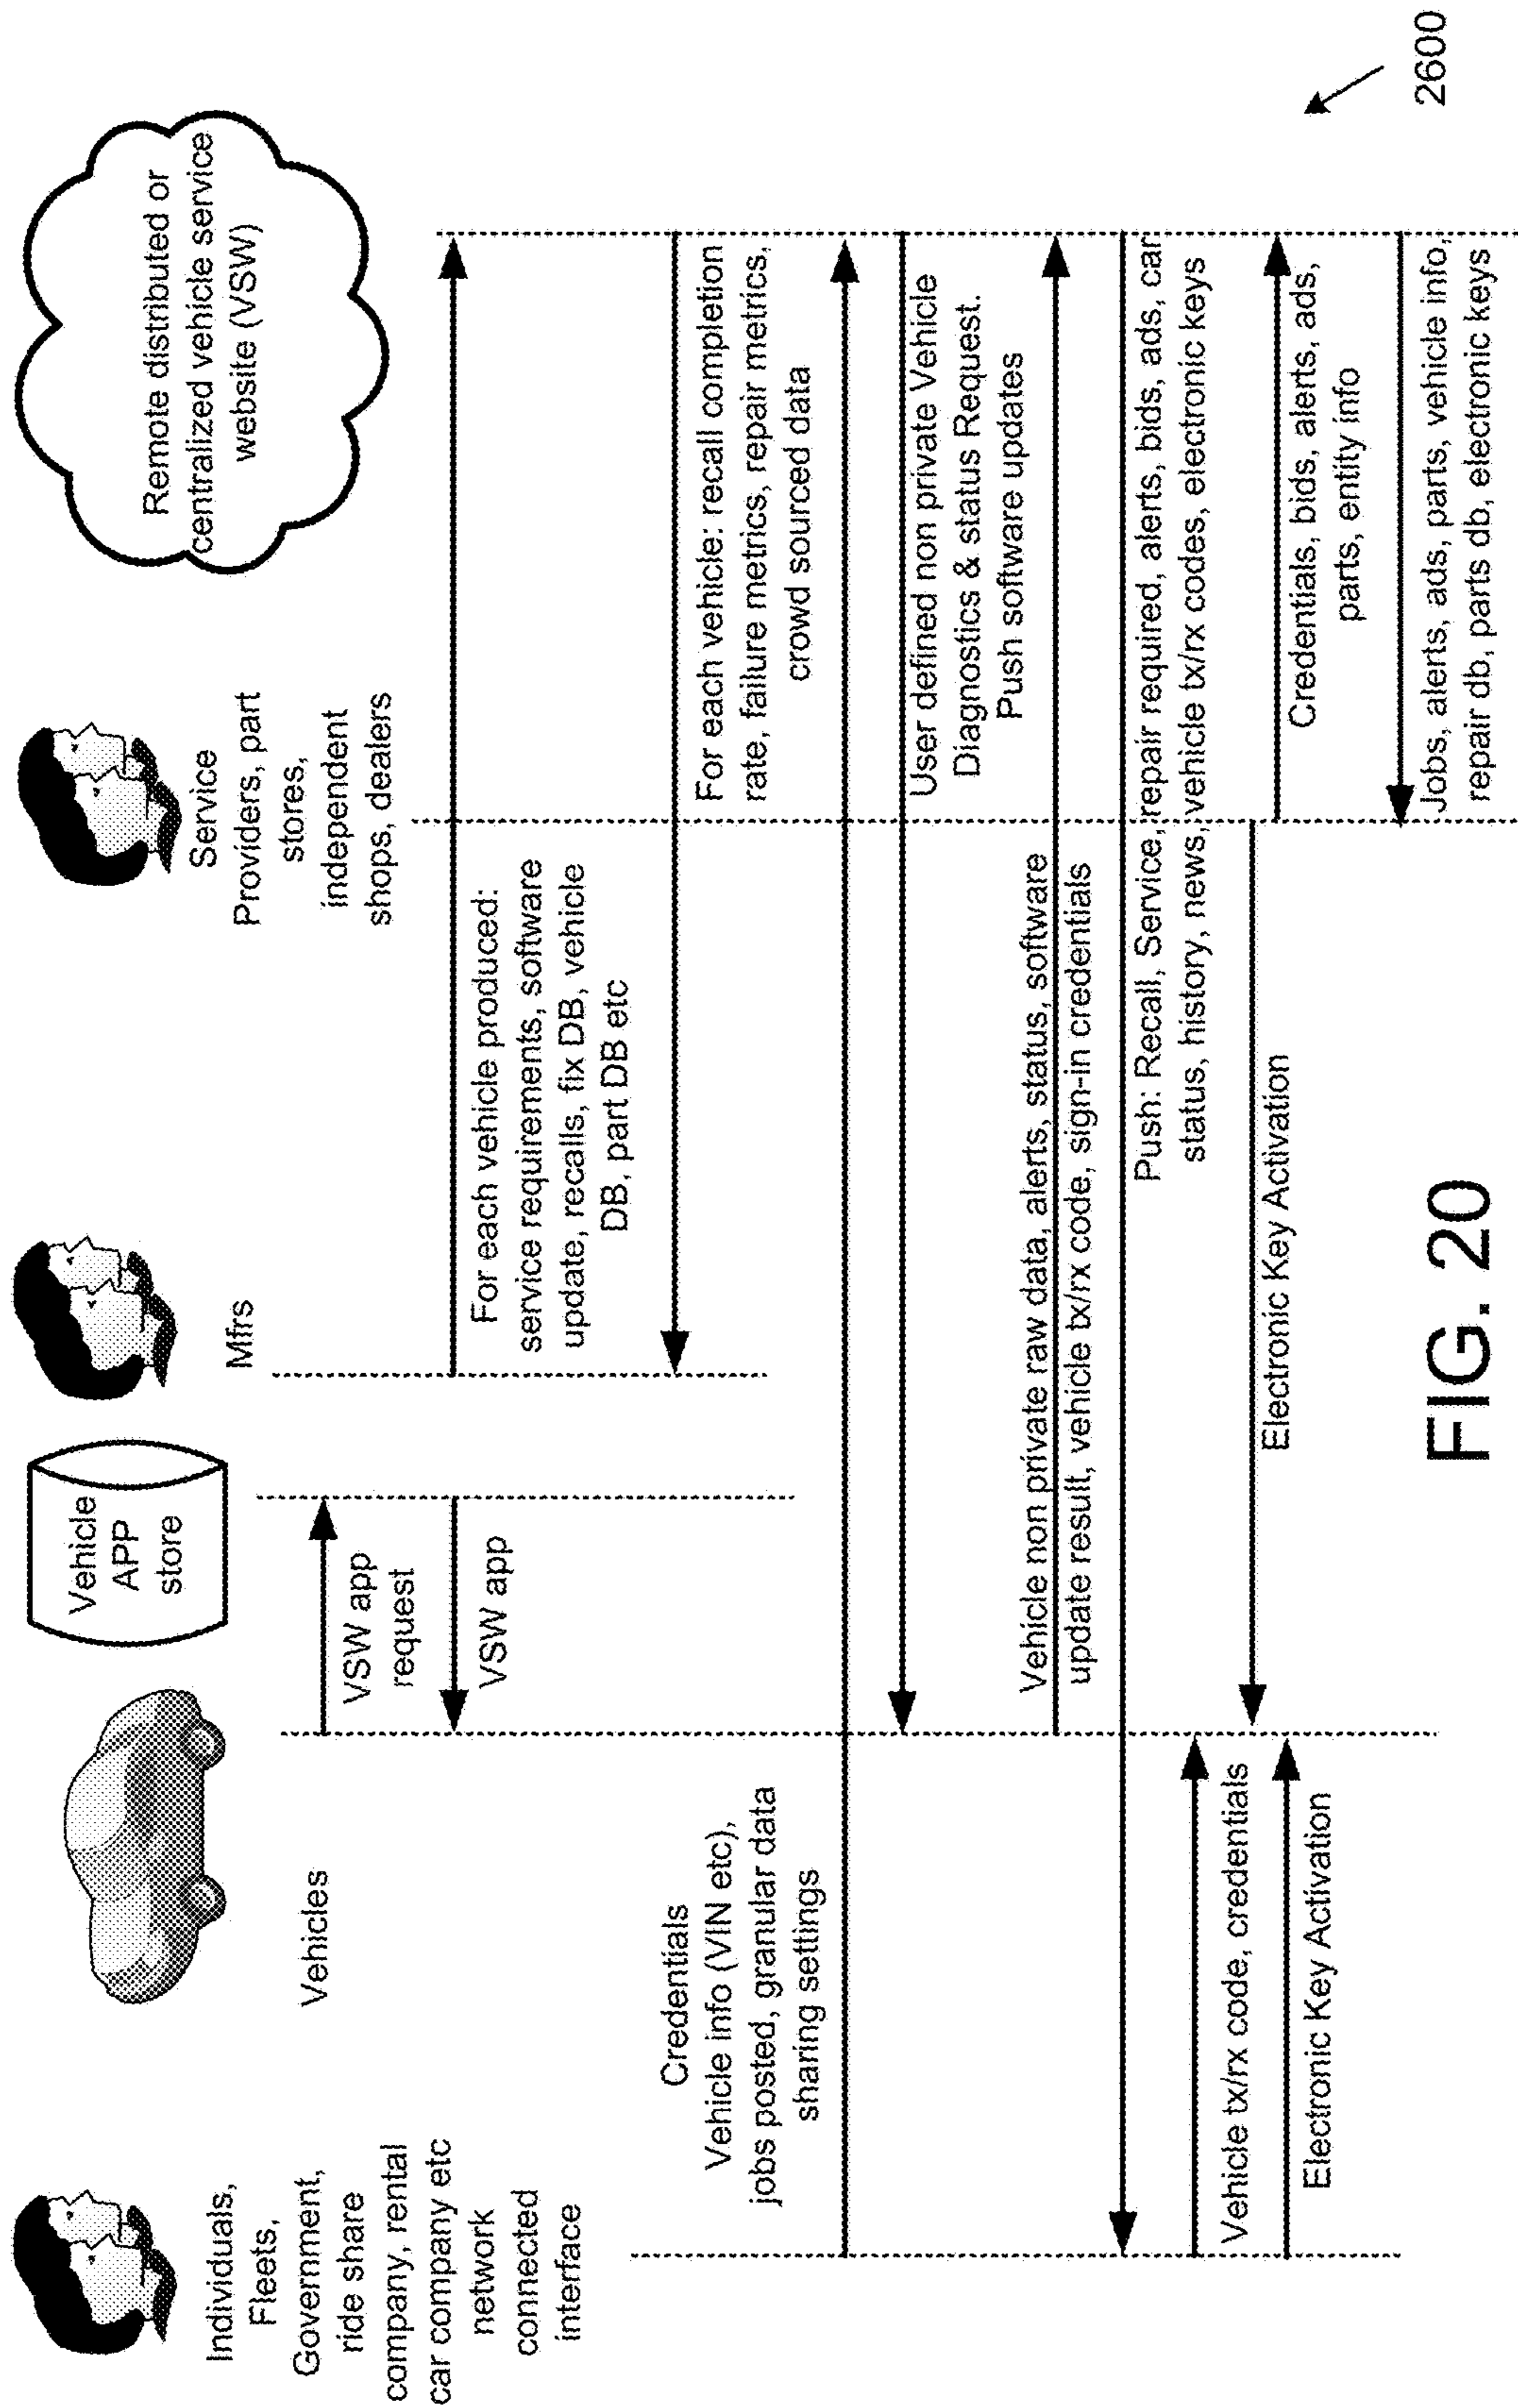 Individuals,
Fleets,
Government,
ride share
company, rental
car company etc
network
connected
interface
Vehicles
Vehicle
APP
store
Mfrs
Service
Providers, part
stores,
independent
shops, dealers
Remote distributed or
centralized vehicle service
website (VSW)
VSW app
request
VSW app
For each vehicle produced:
service requirements, software
update, recalls, fix DB, vehicle
DB, part DB etc
For each vehicle: recall completion
rate, failure metrics, repair metrics,
crowd sourced data
Credentials
Vehicle info (VIN etc),
jobs posted, granular data
sharing settings
User defined non private Vehicle
Diagnostics & status Request.
Push software updates
Vehicle non private raw data, alerts, status, software
update result, vehicle tx/rx code, sign-in credentials
Push: Recall, Service, repair required, alerts, bids, ads, car
status, history, news, vehicle tx/rx codes, electronic keys
Vehicle tx/rx code, credentials
Electronic Key Activation
Electronic Key Activation
Credentials, bids, alerts, ads,
parts, entity info
Jobs, alerts, ads, parts, vehicle info,
repair db, parts db, electronic keys
2600
FIG. 20